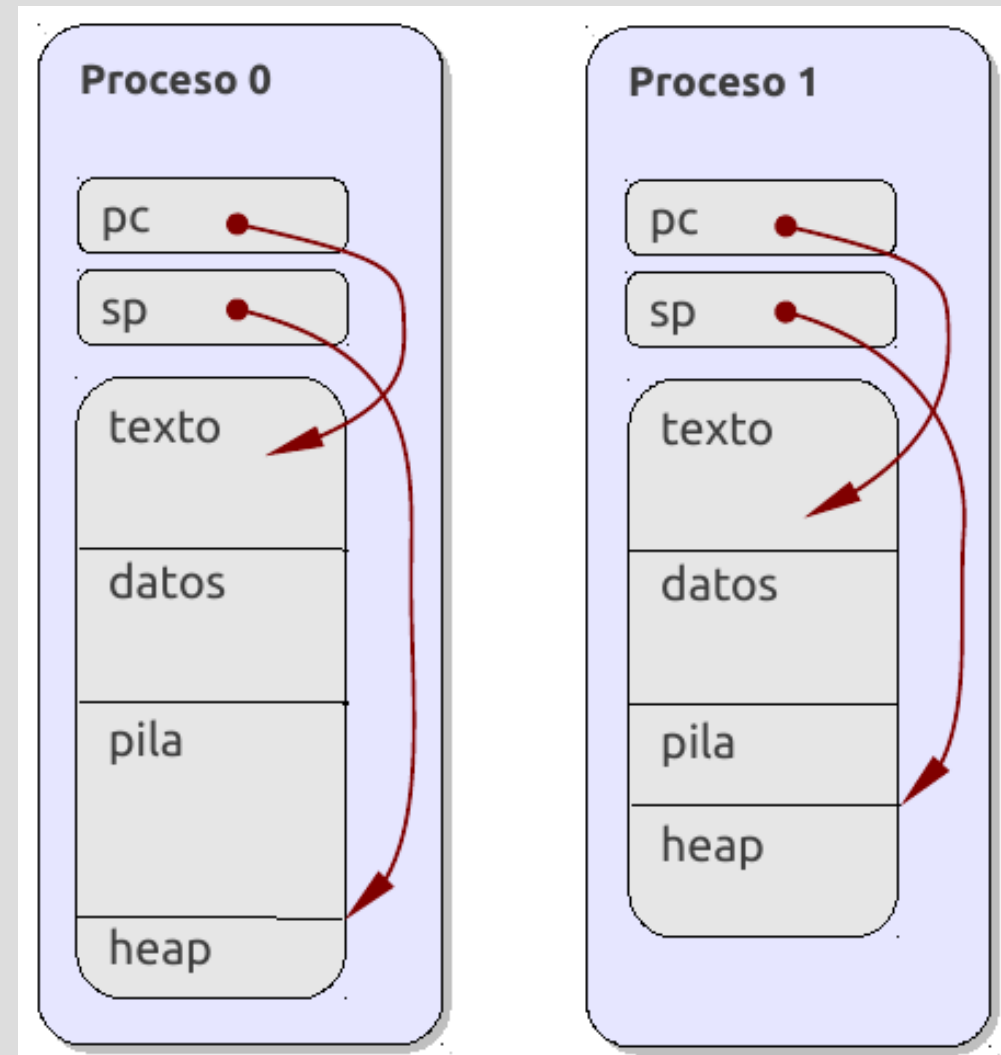 Proceso 0
pc
sp
texto
datos
pila
heap
Proceso 1
pc
sp
texto
datos
pila
heap